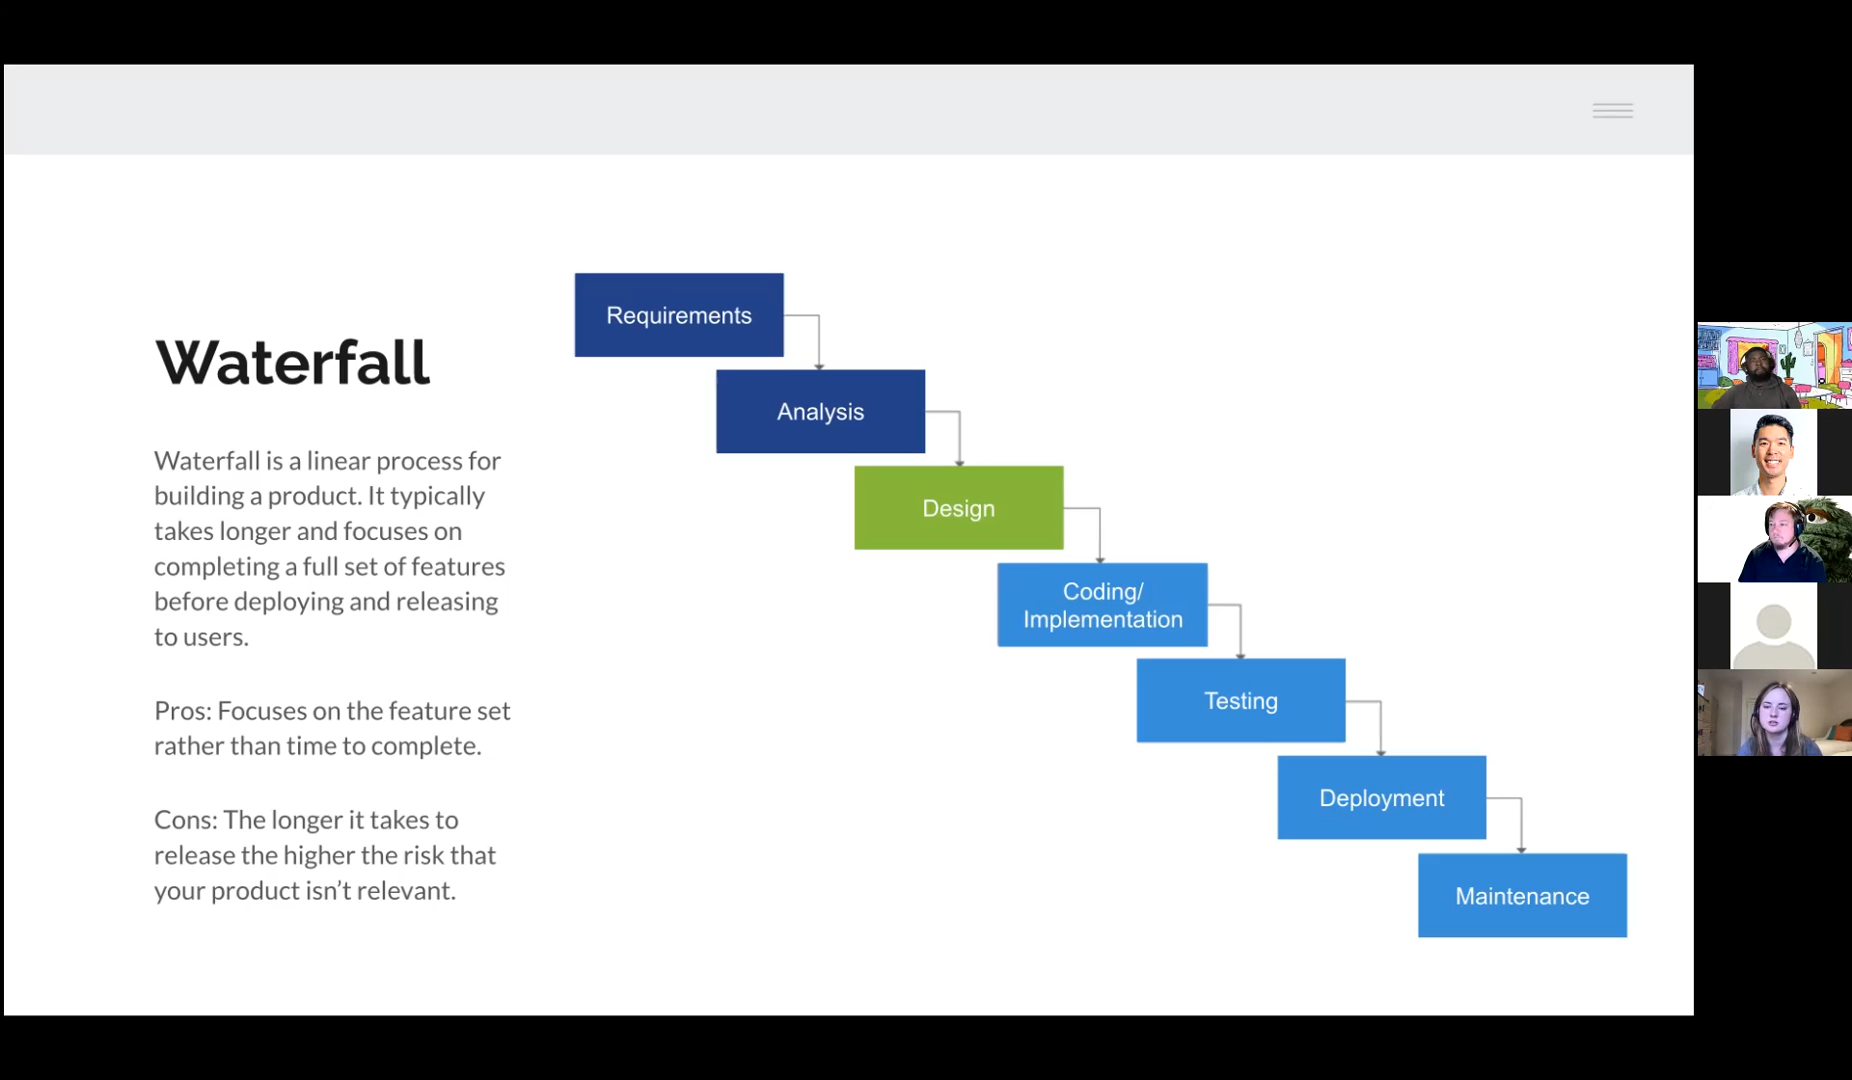 Waterfall
Waterfall is a linear process for
building a product. It typically
takes longer and focuses on
completing a full set of features
before deploying and releasing
to users.
Pros: Focuses on the feature set
rather than time to complete.
Cons: The longer it takes to
release the higher the risk that
your product isn’t relevant.
Requirements
Analysis
Design
Coding/
Implementation
Testing
Deployment
Maintenance